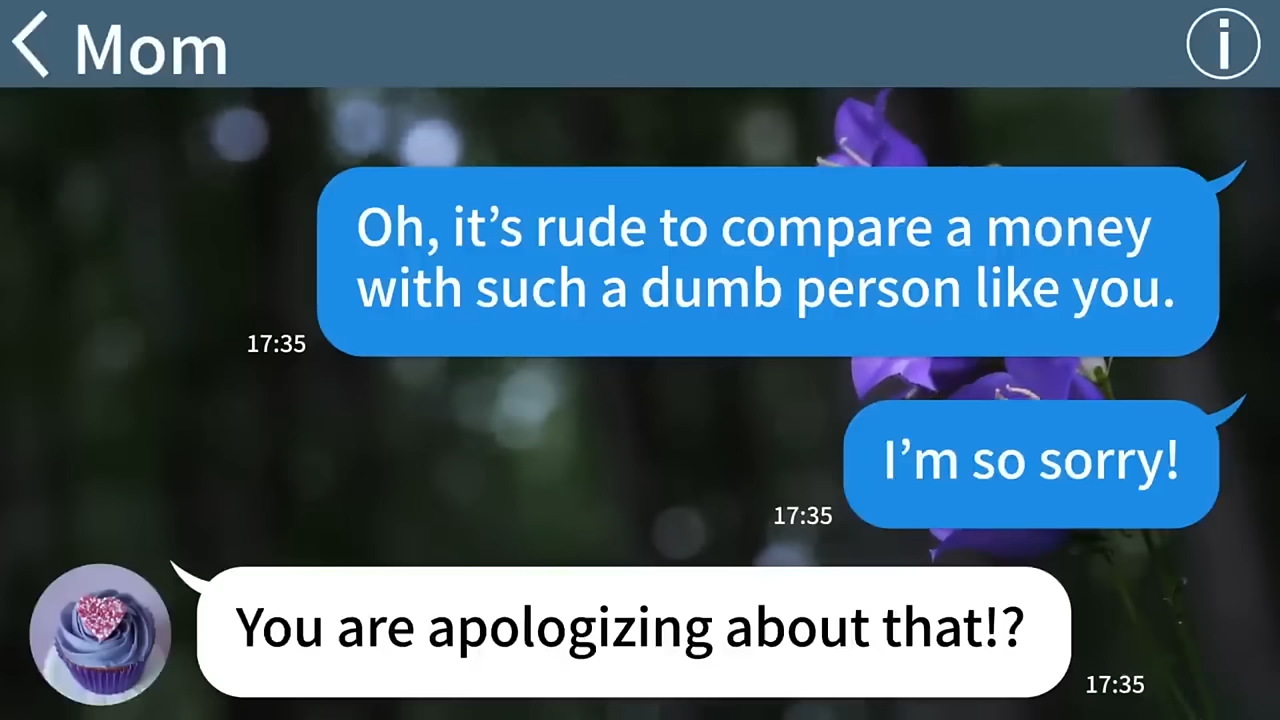 Mom
Oh, it’s rude to compare a money
with such a dumb person like you.
17:35
I’m so sorry!
17:35
You are apologizing about that!?
17:35